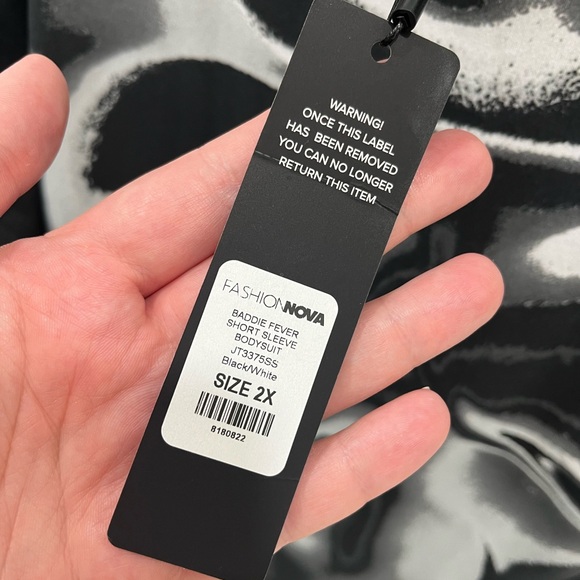 WARNING!
ONCE THIS LABEL
HAS BEEN REMOVED
YOU CAN NO LONGER
RETURN THIS ITEM
FASHIONNOVA
BADDIE FEVER
SHORT SLEEVE
BODYSUIT
JT3375SS
Black/White
SIZE 2X
8180822